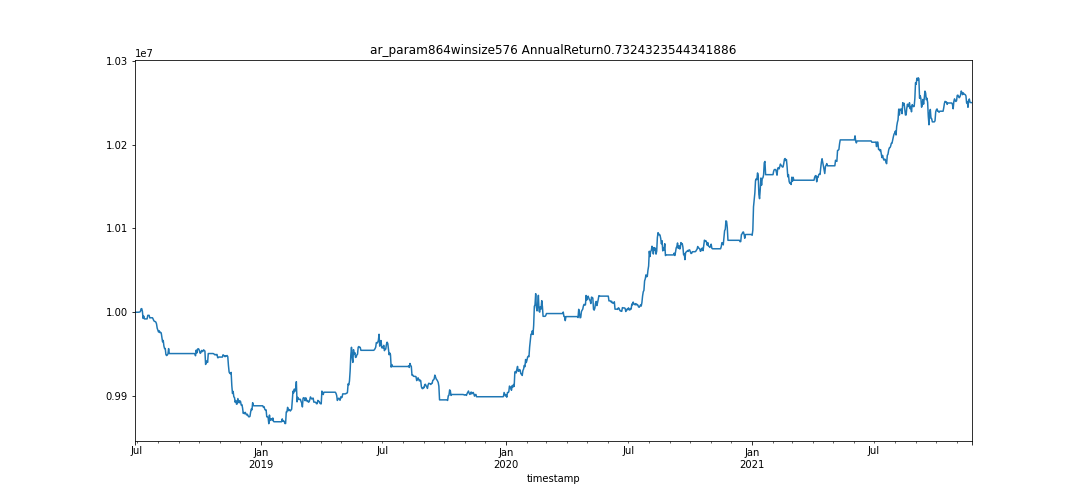 ar_param864winsize576 AnnualReturn0.7324323544341886
1e7
1.03
1.02
1.01
1.00
0.99
Jul Jan Jul Jan Jul Jan Jul
2019 2020 2021
timestamp